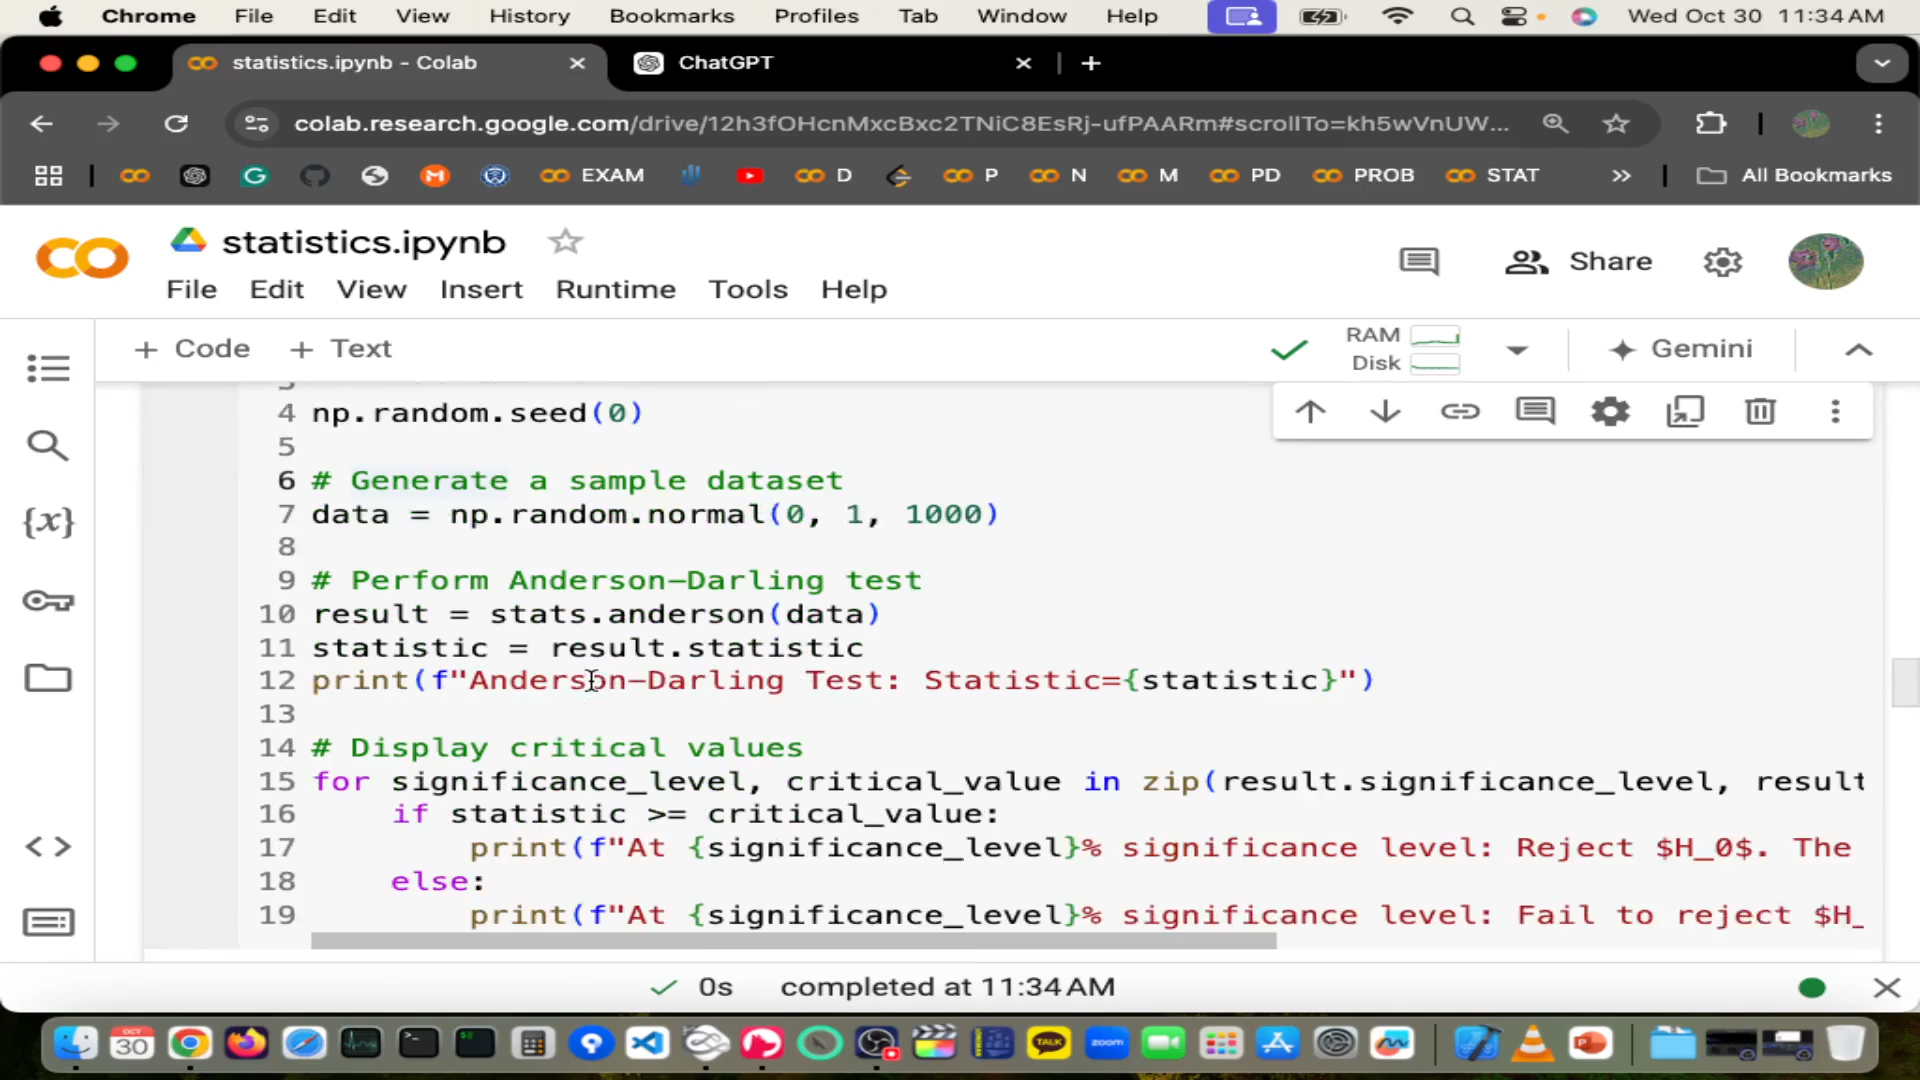 Chrome File Edit View History Bookmarks Profiles Tab Window Help Wed Oct 30 11:34 AM
statistics.ipynb - Colab ChatGPT
colab.research.google.com/drive/12h3fOHcnMxcBxc2TNiC8EsRj-ufPAARm#scrollTo=kh5wVnUW...
EXAM D P N M PD PROB STAT » All Bookmarks
statistics.ipynb
File Edit View Insert Runtime Tools Help
Share
+ Code + Text
RAM
Disk
Gemini
4 np.random.seed(0)
5
6 # Generate a sample dataset
7 data = np.random.normal(0, 1, 1000)
8
9 # Perform Anderson-Darling test
10 result = stats.anderson(data)
11 statistic = result.statistic
12 print(f"Anderson-Darling Test: Statistic={statistic}")
13
14 # Display critical values
15 for significance_level, critical_value in zip(result.significance_level, result
16 if statistic >= critical_value:
17 print(f"At {significance_level}% significance level: Reject $H_0$. The
18 else:
19 print(f"At {significance_level}% significance level: Fail to reject $H_
0s completed at 11:34 AM
OCT
30
TALK
zoom